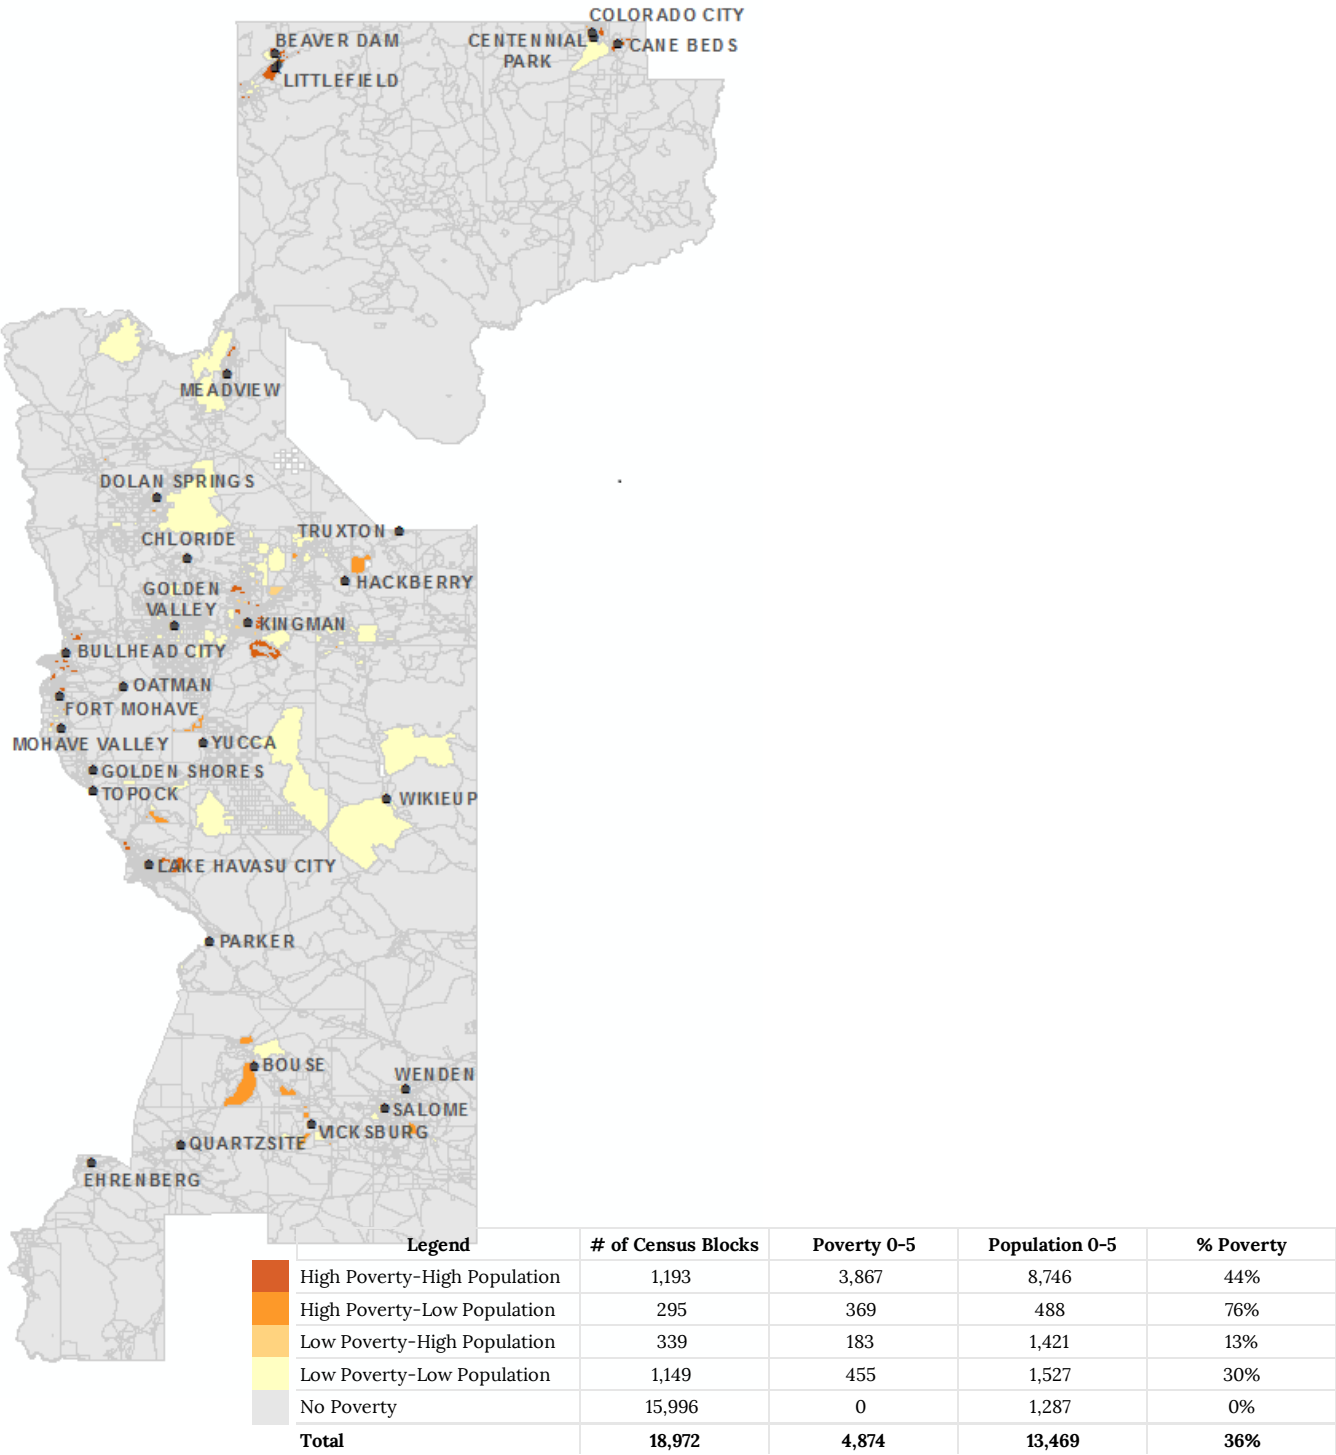 COLORADO CITY
BEAVER DAM
CENTENNIAL
PARK
CANE BEDS
LITTLEFIELD
MEADVIEW
DOLAN SPRINGS
TRUXTON
CHLORIDE
HACKBERRY
GOLDEN
VALLEY
KINGMAN
BULLHEAD CITY
OATMAN
FORT MOHAVE
MOHAVE VALLEY
YUCCA
GOLDEN SHORES
TOPOCK
WIKIEUP
LAKE HAVASU CITY
PARKER
BOUSE
WENDEN
SALOME
VICKSBURG
QUARTZSITE
EHRENBERG
Legend # of Census Blocks Poverty 0-5 Population 0-5 % Poverty
High Poverty-High Population 1,193 3,867 8,746 44%
High Poverty-Low Population 295 369 488 76%
Low Poverty-High Population 339 183 1,421 13%
Low Poverty-Low Population 1,149 455 1,527 30%
No Poverty 15,996 0 1,287 0%
Total 18,972 4,874 13,469 36%